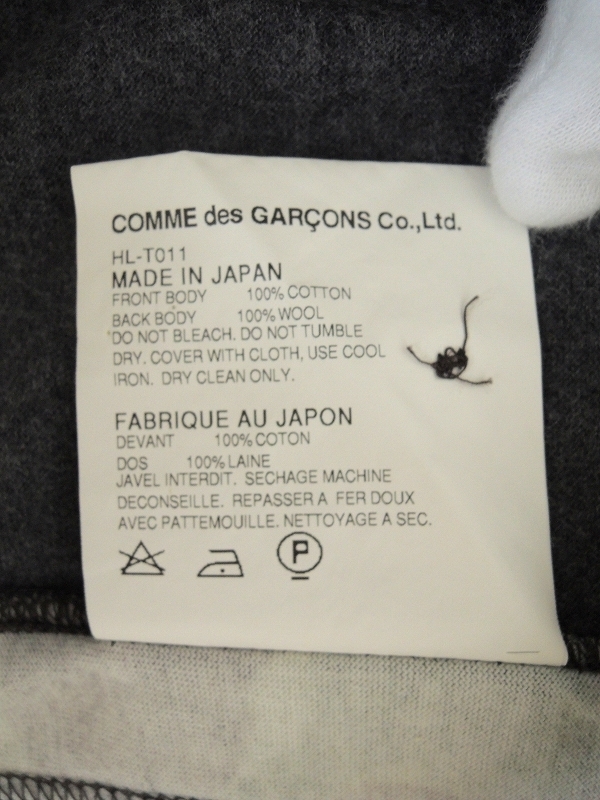 COMME des GARÇONS Co.,Ltd.
HL-T011
MADE IN JAPAN
FRONT BODY 100% COTTON
BACK BODY 100% WOOL
DO NOT BLEACH. DO NOT TUMBLE
DRY. COVER WITH CLOTH, USE COOL
IRON. DRY CLEAN ONLY.
FABRIQUE AU JAPON
DEVANT 100% COTON
DOS 100% LAINE
JAVEL INTERDIT. SECHAGE MACHINE
DECONSEILLE. REPASSER A FER DOUX
AVEC PATTEMOUILLE. NETTOYAGE A SEC.
P